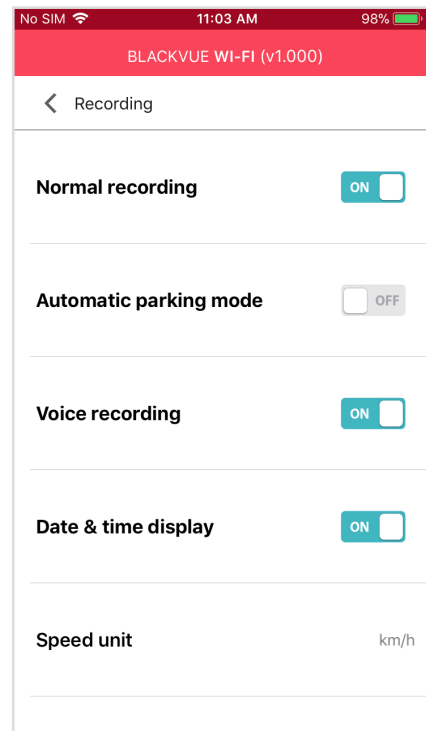 No SIM 11:03 AM 98%
BLACKVUE WI-FI (v1.000)
Recording
Normal recording ON
Automatic parking mode OFF
Voice recording ON
Date & time display ON
Speed unit km/h